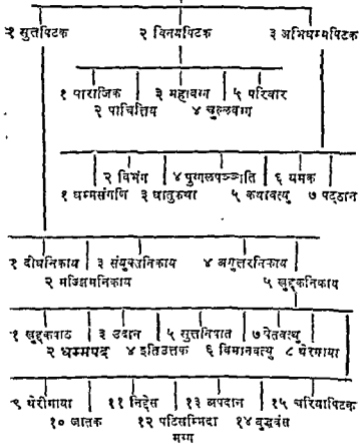 १ सुत्तपिटक २ विनयपिटक ३ अभिधम्मपिटक
१ पाराजिक ३ महावग्ग ५ परिवार
२ पाचित्तिय ४ चुल्लवग्ग
२ विभंग ४ पुग्गलपञ्ञति ६ यमक
१ धम्मसंगणि ३ धातुकथा ५ कथावत्थु ७ पट्ठान
१ दीघनिकाय ३ संयुक्तनिकाय ४ अंगुत्तरनिकाय
२ मज्झिमनिकाय ५ खुद्दकनिकाय
१ खुद्दकपाठ ३ उदान ५ सुत्तनिपात ७ पेतवत्थु
२ धम्मपद ४ इतिउत्तक ६ विमानवत्थु ८ थेरगाथा
९ थेरीगाथा ११ निद्देस १३ अपदान १५ चरियापिटक
१० जातक १२ पटिसम्भिदा १४ बुद्धवंस
मग्ग